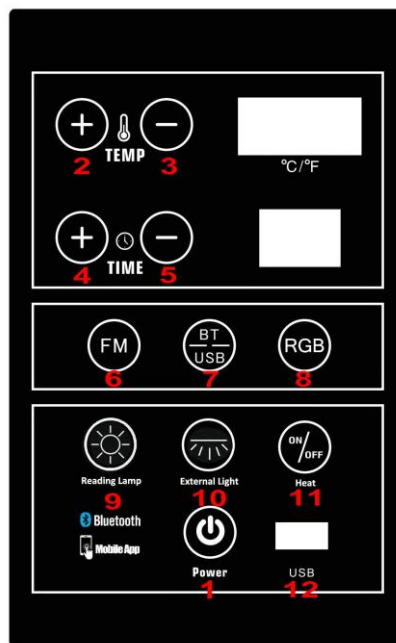 + −
2 3
TEMP
°C/°F
+ −
4 5
TIME
FM BT USB RGB
6 7 8
ON/OFF
Reading Lamp External Light Heat
9 10 11
Bluetooth
Mobile App
Power USB
1 12